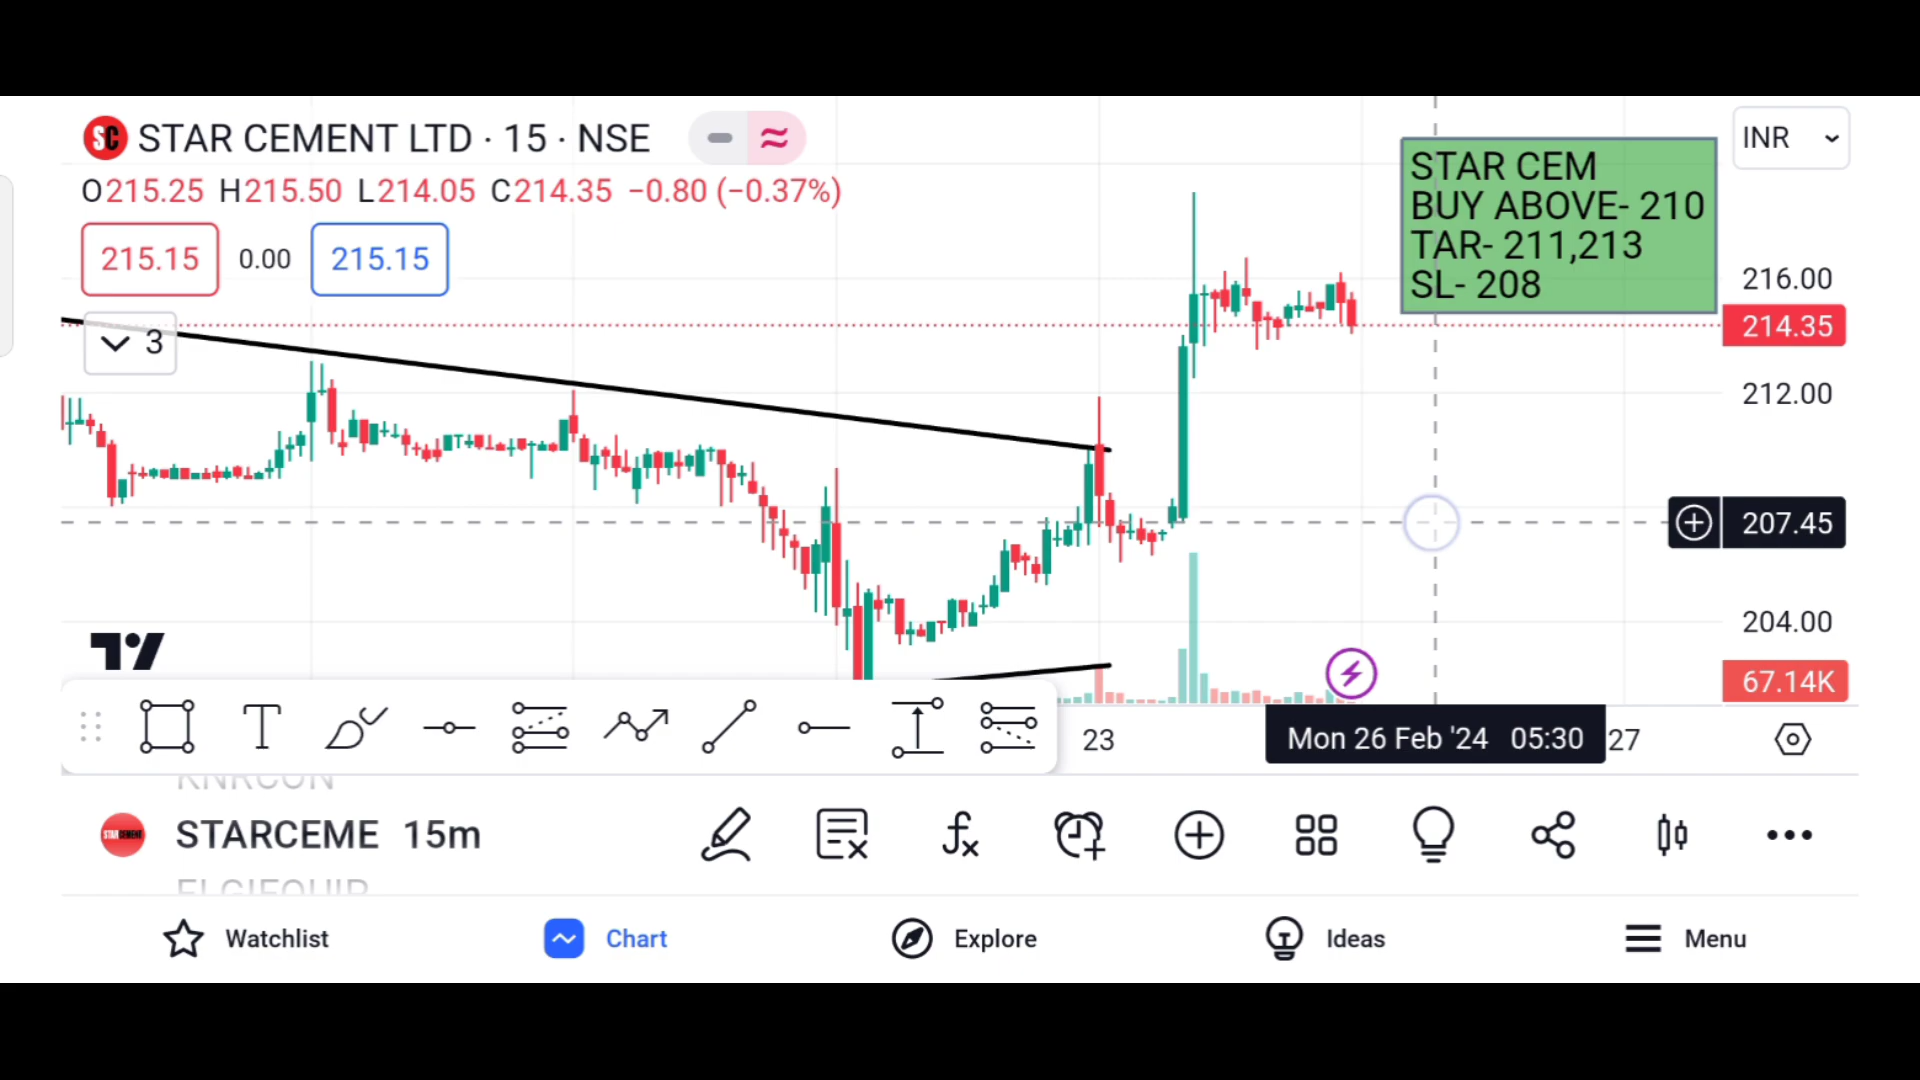 SC STAR CEMENT LTD · 15 · NSE
INR
O215.25 H215.50 L214.05 C214.35 −0.80 (−0.37%)
215.15 0.00 215.15
3
STAR CEM
BUY ABOVE- 210
TAR- 211,213
SL- 208
216.00
214.35
212.00
207.45
204.00
67.14K
23 Mon 26 Feb '24 05:30 27
KNRCON
STARCEME 15m
ELGIEQUIP
Watchlist Chart Explore Ideas Menu